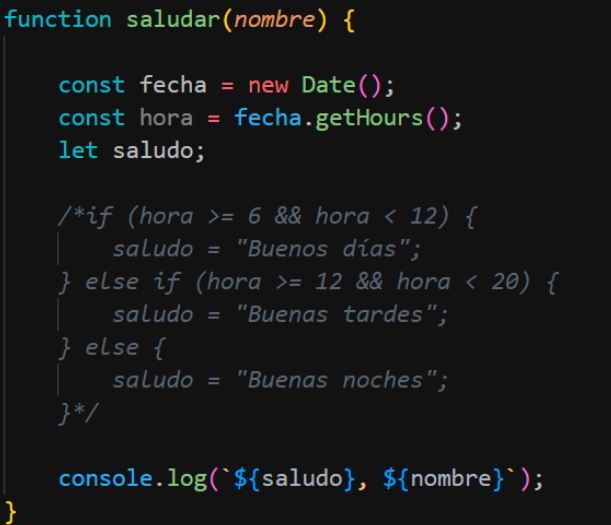 function saludar(nombre) {
const fecha = new Date();
const hora = fecha.getHours();
let saludo;
/*if (hora >= 6 && hora < 12) {
saludo = "Buenos días";
} else if (hora >= 12 && hora < 20) {
saludo = "Buenas tardes";
} else {
saludo = "Buenas noches";
}*/
console.log(`${saludo}, ${nombre}`);
}